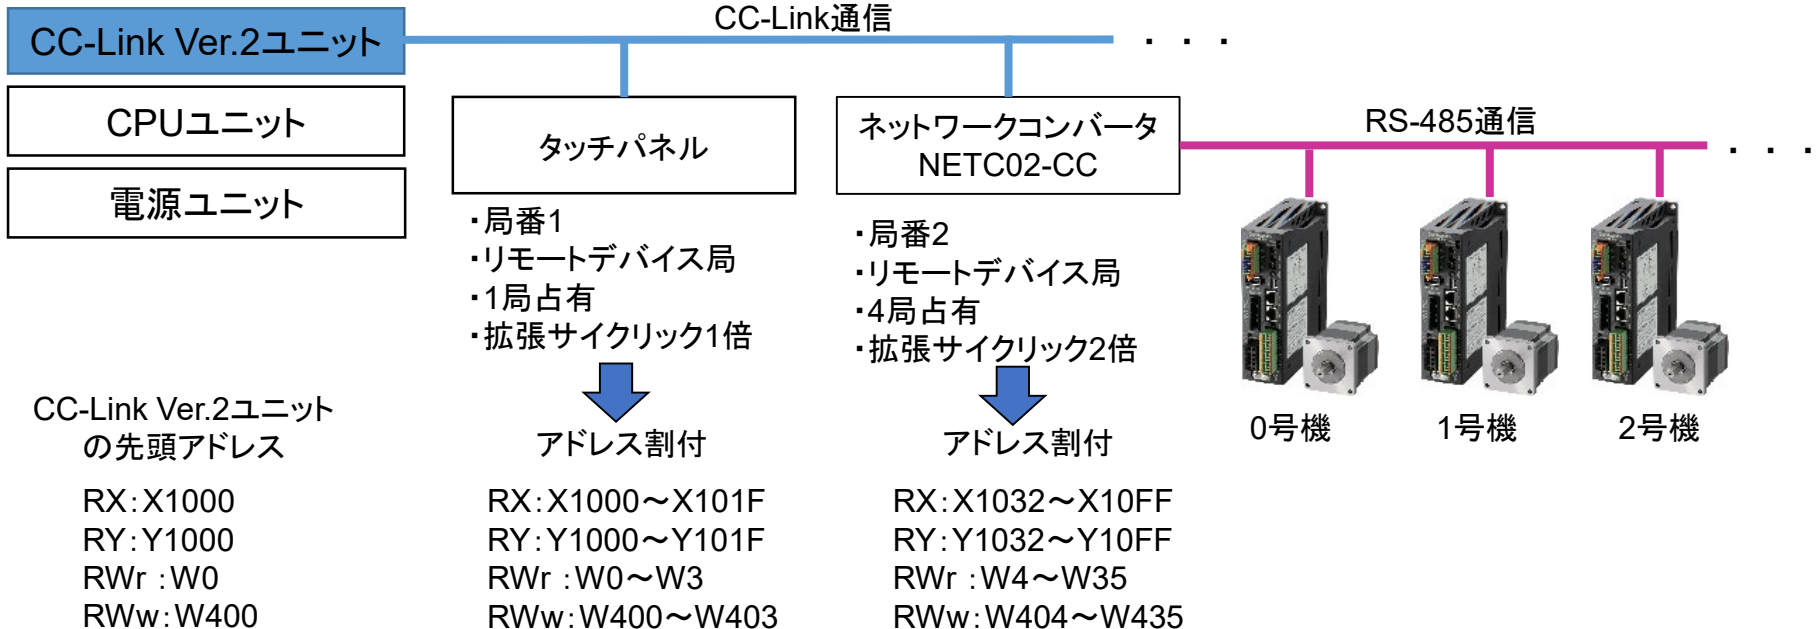 CC-Link通信
CC-Link Ver.2ユニット
・・・
CPUユニット
電源ユニット
タッチパネル
ネットワークコンバータ
NETC02-CC
RS-485通信
・・・
・局番1
・リモートデバイス局
・1局占有
・拡張サイクリック1倍
・局番2
・リモートデバイス局
・4局占有
・拡張サイクリック2倍
0号機
1号機
2号機
CC-Link Ver.2ユニット
の先頭アドレス
RX：X1000
RY：Y1000
RWr：W0
RWw：W400
アドレス割付
RX：X1000～X101F
RY：Y1000～Y101F
RWr：W0～W3
RWw：W400～W403
アドレス割付
RX：X1032～X10FF
RY：Y1032～Y10FF
RWr：W4～W35
RWw：W404～W435